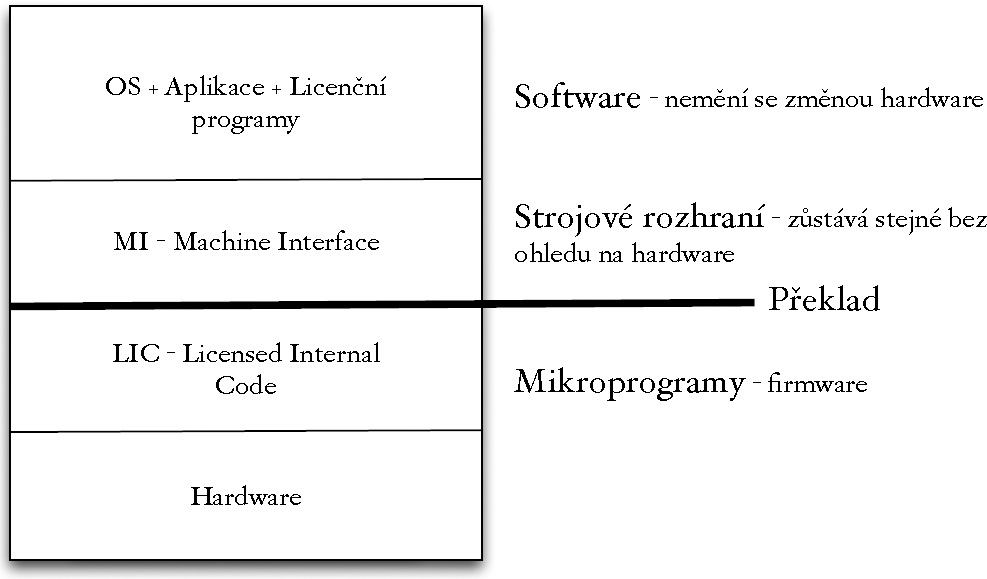 OS + Aplikace + Licenční
programy
Software - nemění se změnou hardware
MI - Machine Interface
Strojové rozhraní - zůstává stejné bez
ohledu na hardware
Překlad
LIC - Licensed Internal
Code
Mikroprogramy - firmware
Hardware